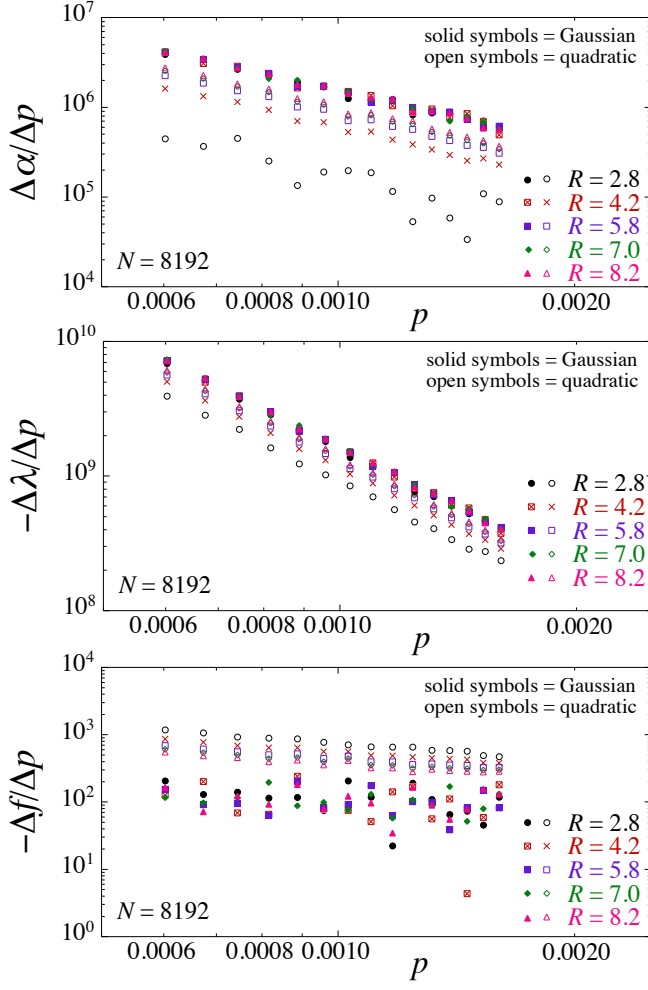 10^7
10^6
10^5
10^4
Δα/Δp
solid symbols = Gaussian
open symbols = quadratic
R = 2.8
R = 4.2
R = 5.8
R = 7.0
R = 8.2
N = 8192
0.0006 0.0008 0.0010 0.0020
p
10^10
10^9
10^8
−Δλ/Δp
solid symbols = Gaussian
open symbols = quadratic
R = 2.8
R = 4.2
R = 5.8
R = 7.0
R = 8.2
N = 8192
0.0006 0.0008 0.0010 0.0020
p
10^4
10^3
10^2
10^1
10^0
−Δf/Δp
solid symbols = Gaussian
open symbols = quadratic
R = 2.8
R = 4.2
R = 5.8
R = 7.0
R = 8.2
N = 8192
0.0006 0.0008 0.0010 0.0020
p